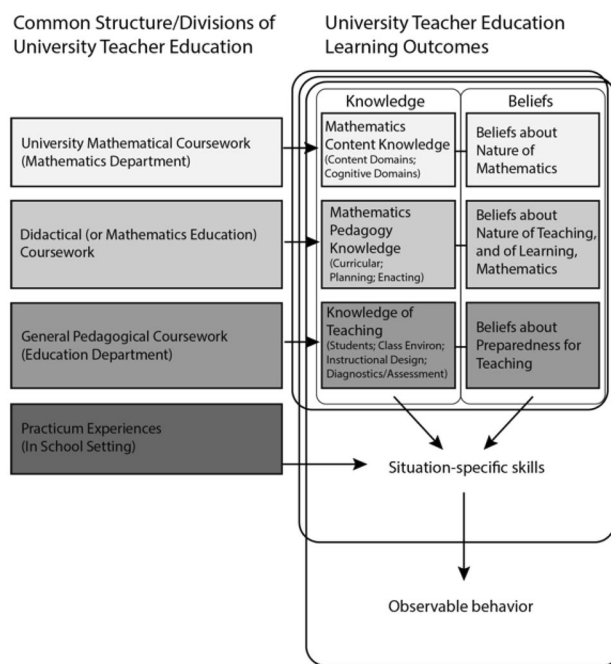 Common Structure/Divisions of
University Teacher Education
University Teacher Education
Learning Outcomes
Knowledge
Beliefs
University Mathematical Coursework
(Mathematics Department)
Mathematics
Content Knowledge
(Content Domains;
Cognitive Domains)
Beliefs about
Nature of
Mathematics
Didactical (or Mathematics Education)
Coursework
Mathematics
Pedagogy
Knowledge
(Curricular;
Planning; Enacting)
Beliefs about
Nature of Teaching,
and of Learning,
Mathematics
General Pedagogical Coursework
(Education Department)
Knowledge of
Teaching
(Students; Class Environ;
Instructional Design;
Diagnostics/Assessment)
Beliefs about
Preparedness for
Teaching
Practicum Experiences
(In School Setting)
Situation-specific skills
Observable behavior